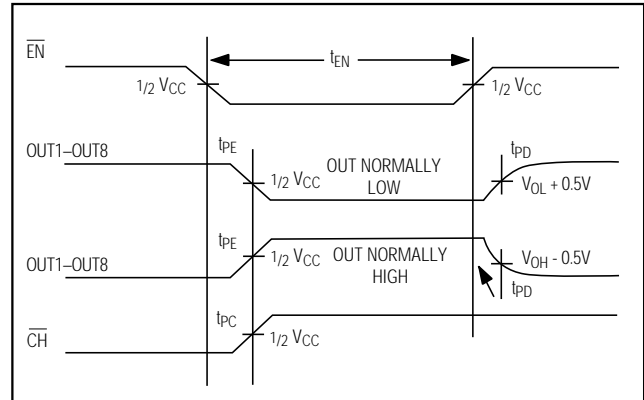 EN
tEN
1/2 VCC
1/2 VCC
tPE
tPD
OUT1–OUT8
1/2 VCC
OUT NORMALLY
LOW
VOL + 0.5V
tPE
OUT1–OUT8
1/2 VCC
OUT NORMALLY
HIGH
VOH - 0.5V
tPD
tPC
CH
1/2 VCC